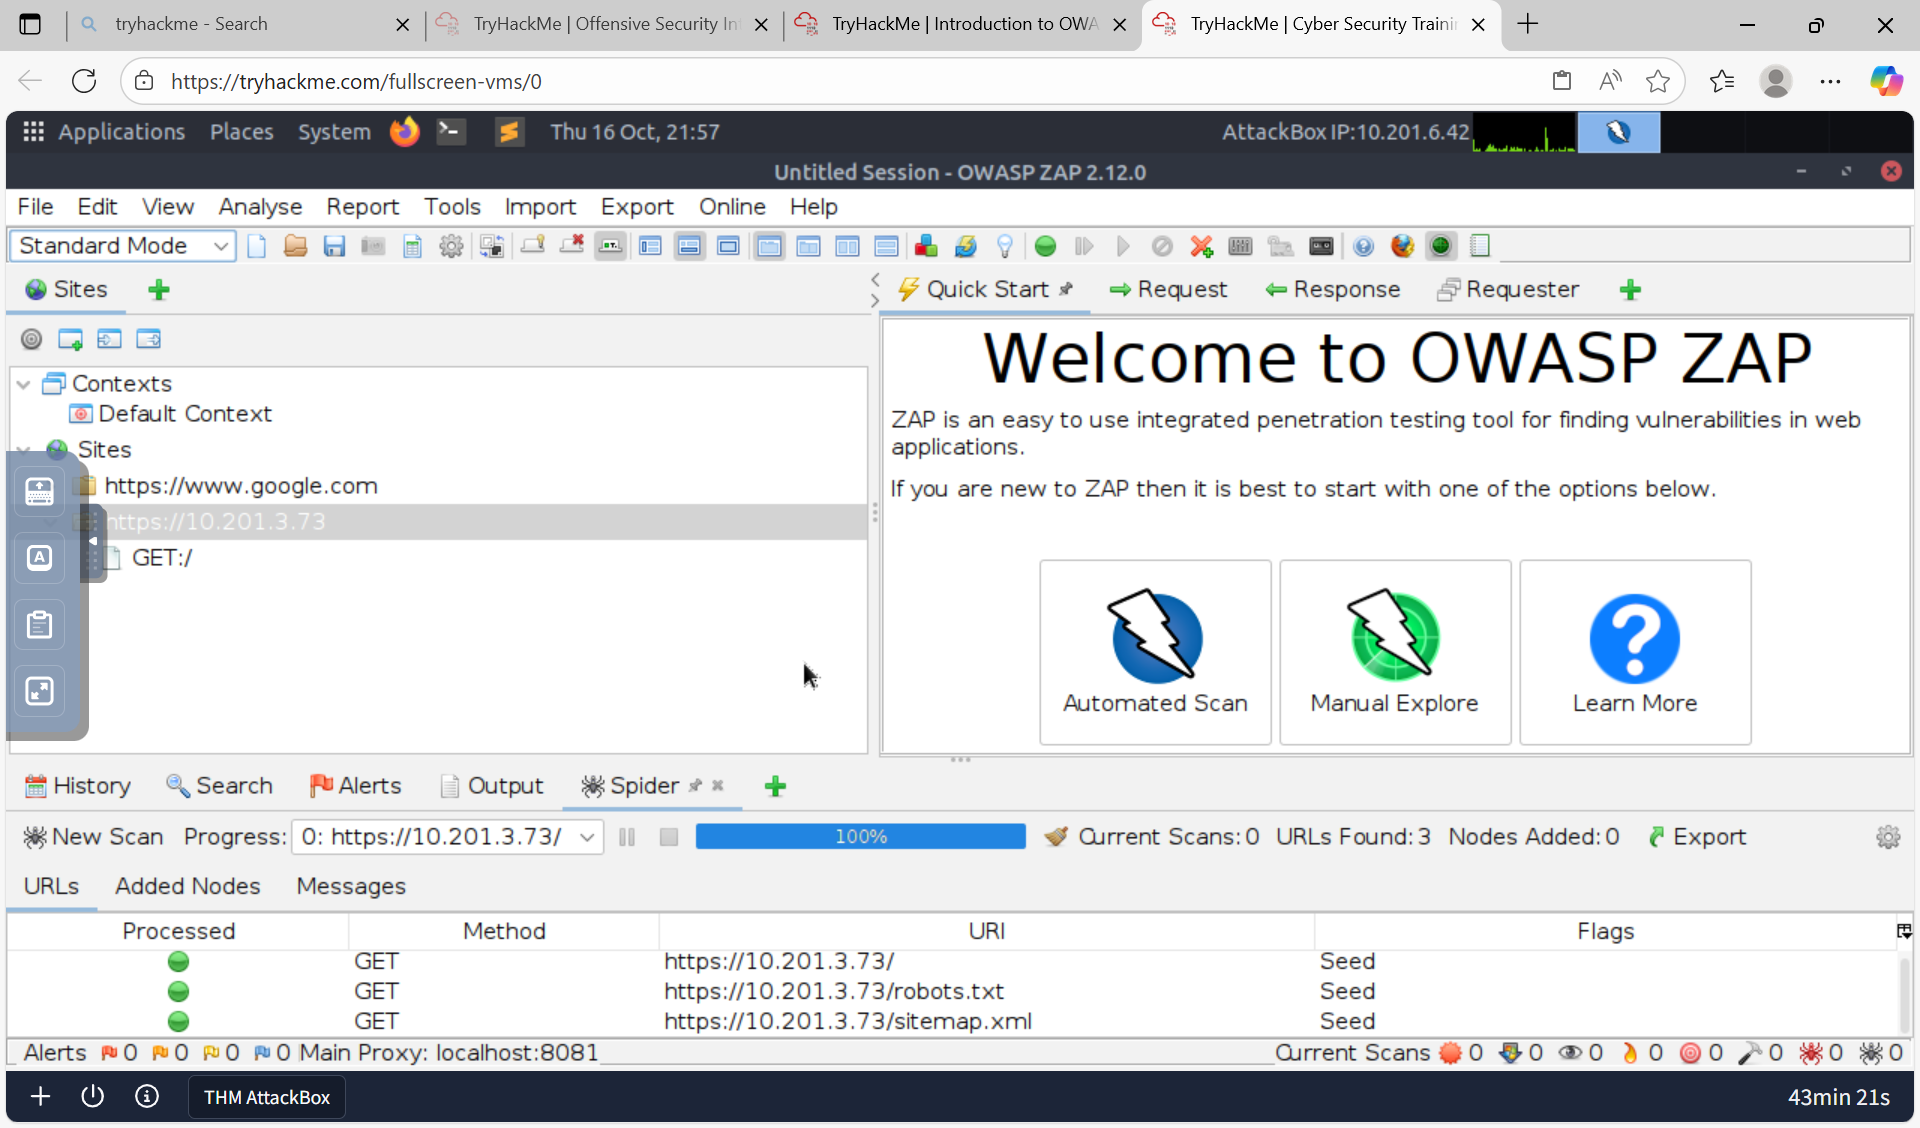 tryhackme - Search
TryHackMe | Offensive Security In
TryHackMe | Introduction to OWA
TryHackMe | Cyber Security Traini
https://tryhackme.com/fullscreen-vms/0
Applications Places System Thu 16 Oct, 21:57 AttackBox IP:10.201.6.42
Untitled Session - OWASP ZAP 2.12.0
File Edit View Analyse Report Tools Import Export Online Help
Standard Mode
Sites
Quick Start Request Response Requester
Contexts
Default Context
Sites
https://www.google.com
https://10.201.3.73
GET:/
Welcome to OWASP ZAP
ZAP is an easy to use integrated penetration testing tool for finding vulnerabilities in web
applications.
If you are new to ZAP then it is best to start with one of the options below.
Automated Scan Manual Explore Learn More
History Search Alerts Output Spider
New Scan Progress: 0: https://10.201.3.73/ 100% Current Scans: 0 URLs Found: 3 Nodes Added: 0 Export
URLs Added Nodes Messages
Processed Method URI Flags
GET https://10.201.3.73/ Seed
GET https://10.201.3.73/robots.txt Seed
GET https://10.201.3.73/sitemap.xml Seed
Alerts 0 0 0 0 Main Proxy: localhost:8081 Current Scans 0 0 0 0 0 0 0 0
THM AttackBox 43min 21s